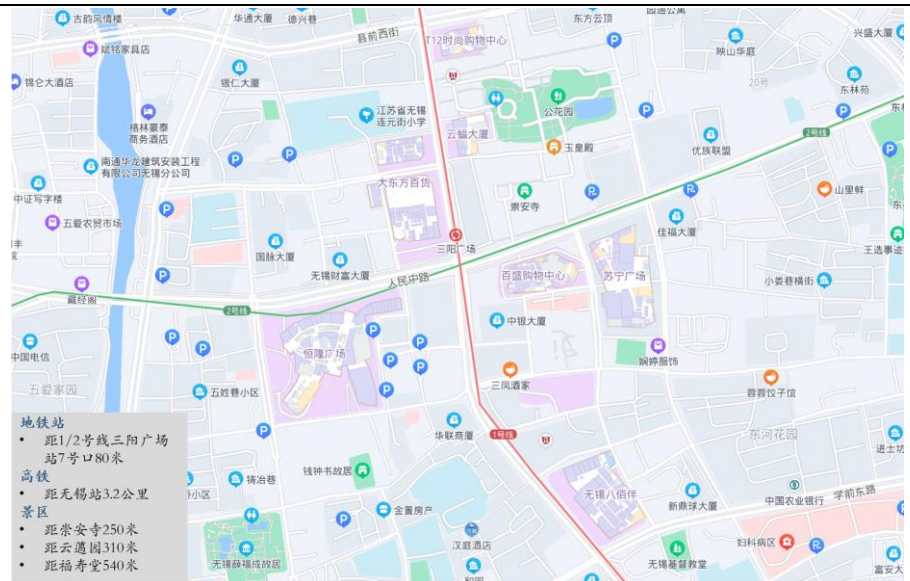 古韵风情楼
华通大厦
德兴巷
县前西街
T12时尚购物中心
东方云顶
园通公寓
兴盛大厦
斌铭家具店
映山华庭
锦仑大酒店
银仁大厦
20号
东林苑
格林豪泰
商务酒店
江苏省无锡
连元街小学
公花园
云蝠大厦
2号线
优族联盟
玉皇殿
南通华龙建筑安装工程
有限公司无锡分公司
大东方百货
中证写字楼
崇安寺
山里鲜
五爱农贸市场
佳福大厦
三阳广场
王选事迹
国脉大厦
无锡财富大厦
人民中路
百盛购物中心
苏宁广场
小娄巷横街
藏经阁
2号线
中银大厦
恒隆广场
中国电信
娴婷服饰
五爱家园
五姓巷小区
三凤酒家
蓉蓉饺子馆
华联商厦
1号线
东河花园
进士坊
地铁站
• 距1/2号线三阳广场
站7号口80米
高铁
• 距无锡站3.2公里
景区
• 距崇安寺250米
• 距云薖园310米
• 距福寿堂540米
小区
铸冶巷
钱钟书故居
无锡八佰伴
中国农业银行
学前东路
金置房产
新鼎球大厦
汉庭酒店
妇科病区
无锡薛福成故居
无锡基督教堂
富安大